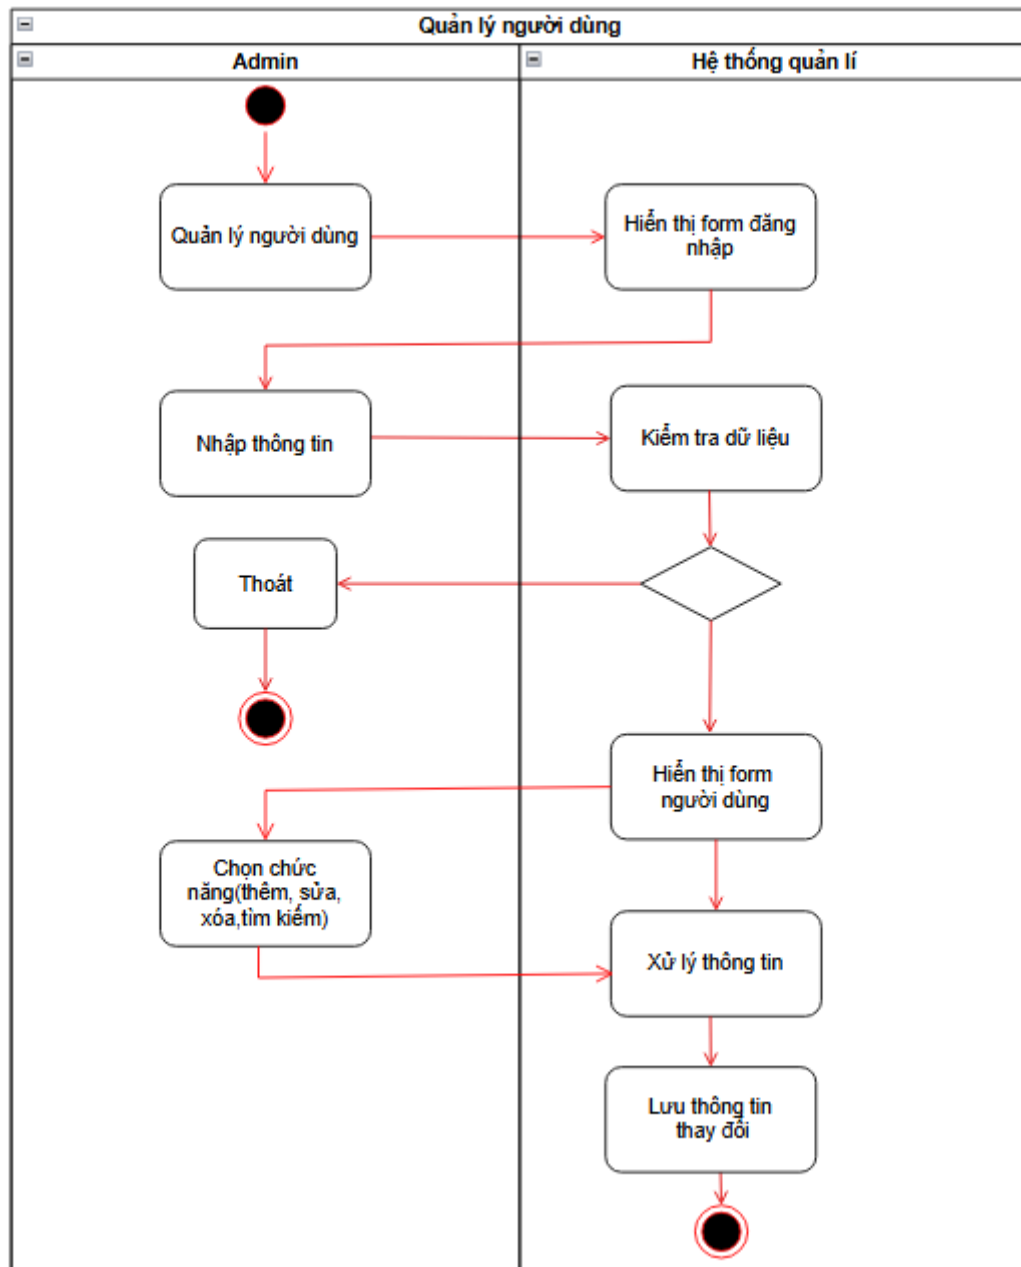 Quản lý người dùng
Admin
Hệ thống quản lí
Quản lý người dùng
Hiển thị form đăng
nhập
Nhập thông tin
Kiểm tra dữ liệu
Thoát
Hiển thị form
người dùng
Chọn chức
năng(thêm, sửa,
xóa,tìm kiếm)
Xử lý thông tin
Lưu thông tin
thay đổi